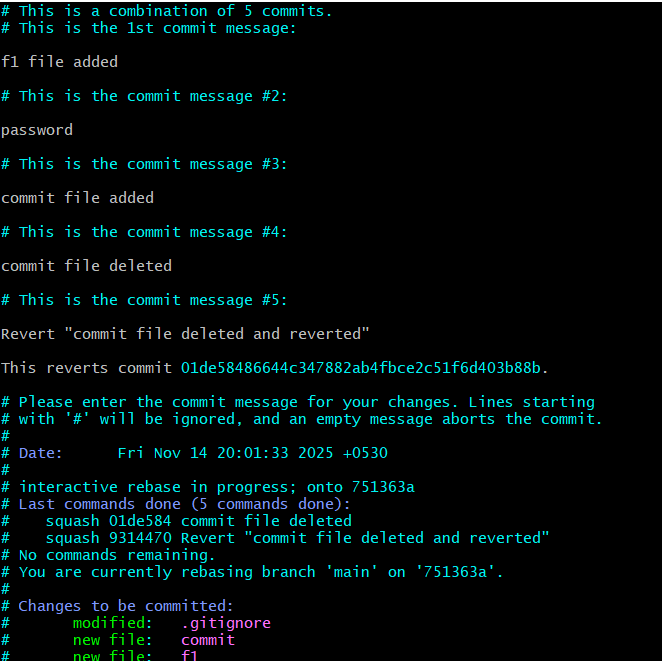 # This is a combination of 5 commits.
# This is the 1st commit message:
f1 file added
# This is the commit message #2:
password
# This is the commit message #3:
commit file added
# This is the commit message #4:
commit file deleted
# This is the commit message #5:
Revert "commit file deleted and reverted"
This reverts commit 01de58486644c347882ab4fbce2c51f6d403b88b.
# Please enter the commit message for your changes. Lines starting
# with '#' will be ignored, and an empty message aborts the commit.
#
# Date:      Fri Nov 14 20:01:33 2025 +0530
#
# interactive rebase in progress; onto 751363a
# Last commands done (5 commands done):
#    squash 01de584 commit file deleted
#    squash 9314470 Revert "commit file deleted and reverted"
# No commands remaining.
# You are currently rebasing branch 'main' on '751363a'.
#
# Changes to be committed:
#       modified:   .gitignore
#       new file:   commit
#       new file:   f1